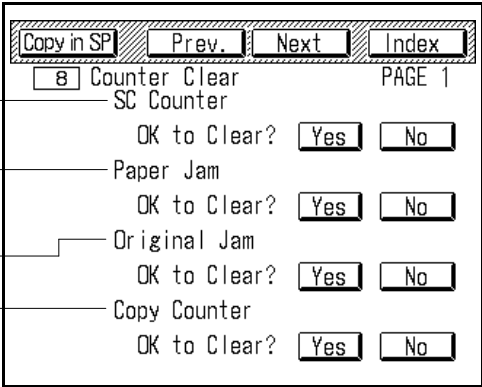 Copy in SP Prev. Next Index
8 Counter Clear PAGE 1
SC Counter
OK to Clear? Yes No
Paper Jam
OK to Clear? Yes No
Original Jam
OK to Clear? Yes No
Copy Counter
OK to Clear? Yes No